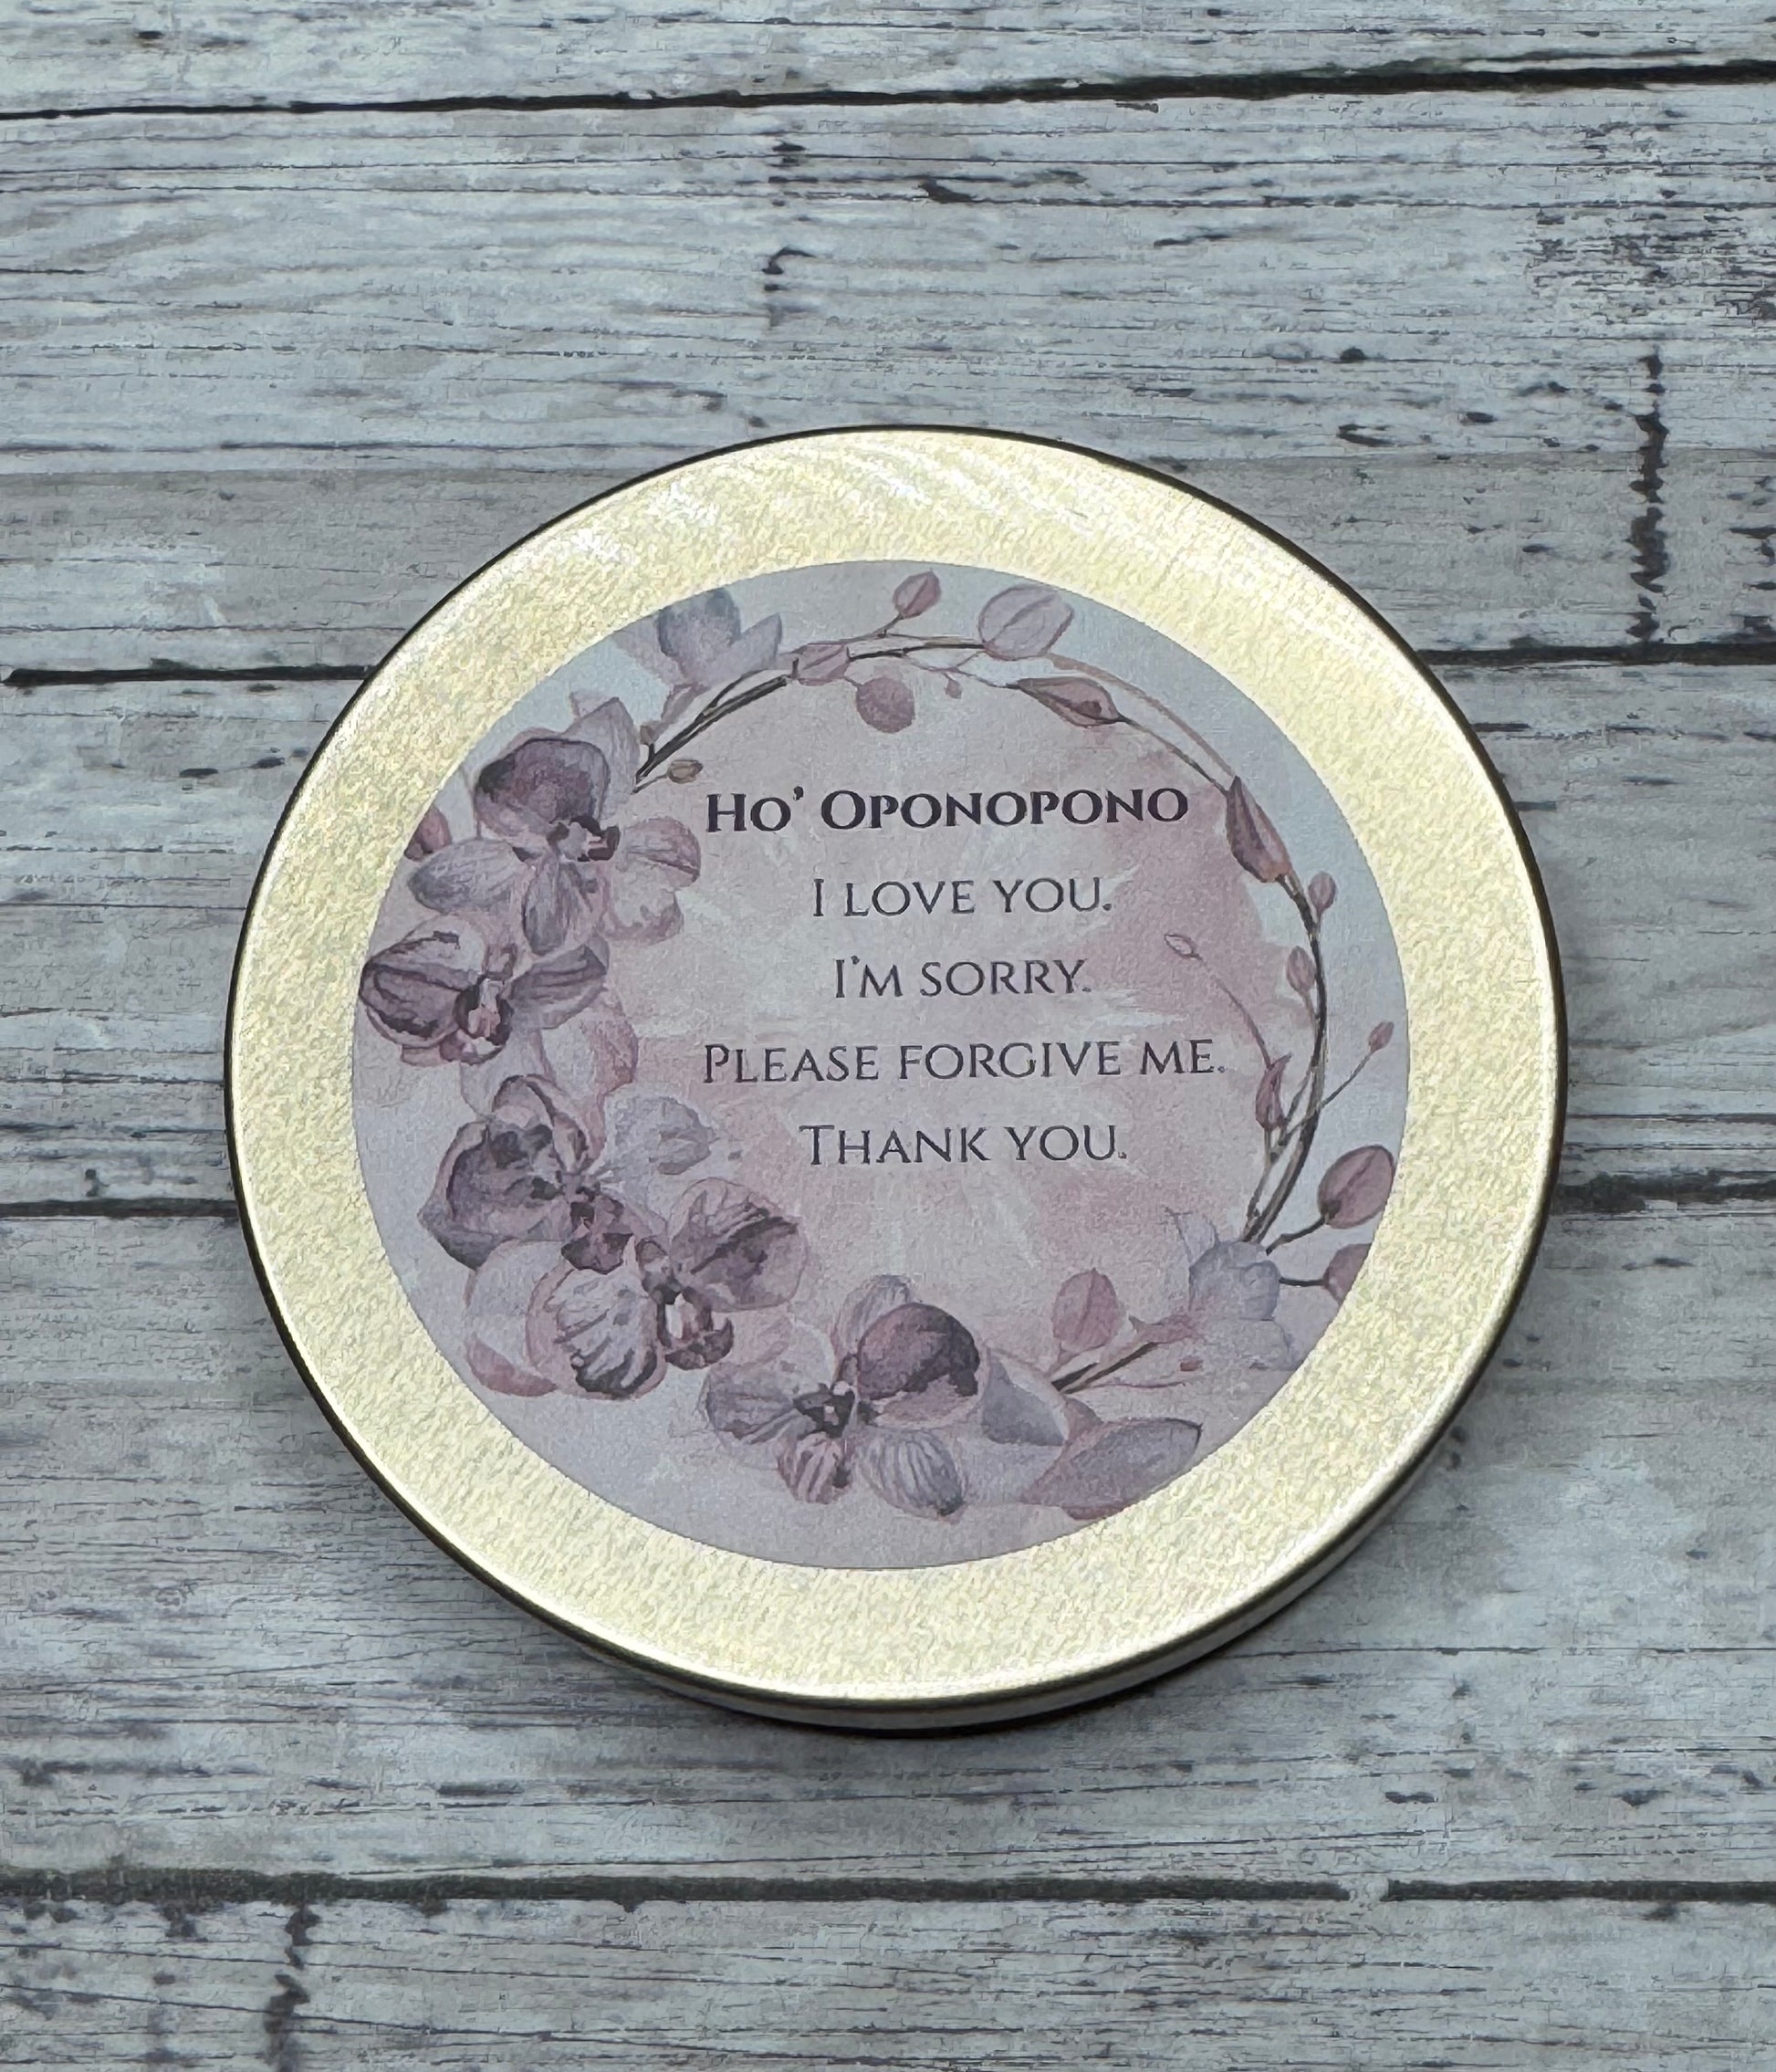 Ho' Oponopono
I love you.
I'm sorry.
Please forgive me.
Thank you.